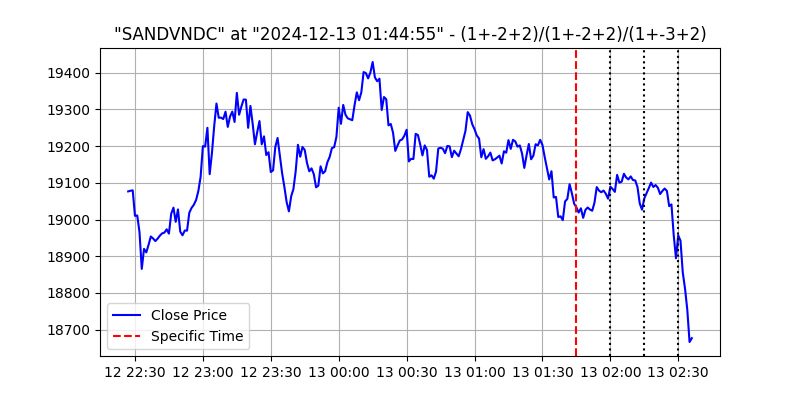 "SANDVNDC" at "2024-12-13 01:44:55" - (1+-2+2)/(1+-2+2)/(1+-3+2)
19400
19300
19200
19100
19000
18900
18800
18700
Close Price
Specific Time
12 22:30 12 23:00 12 23:30 13 00:00 13 00:30 13 01:00 13 01:30 13 02:00 13 02:30